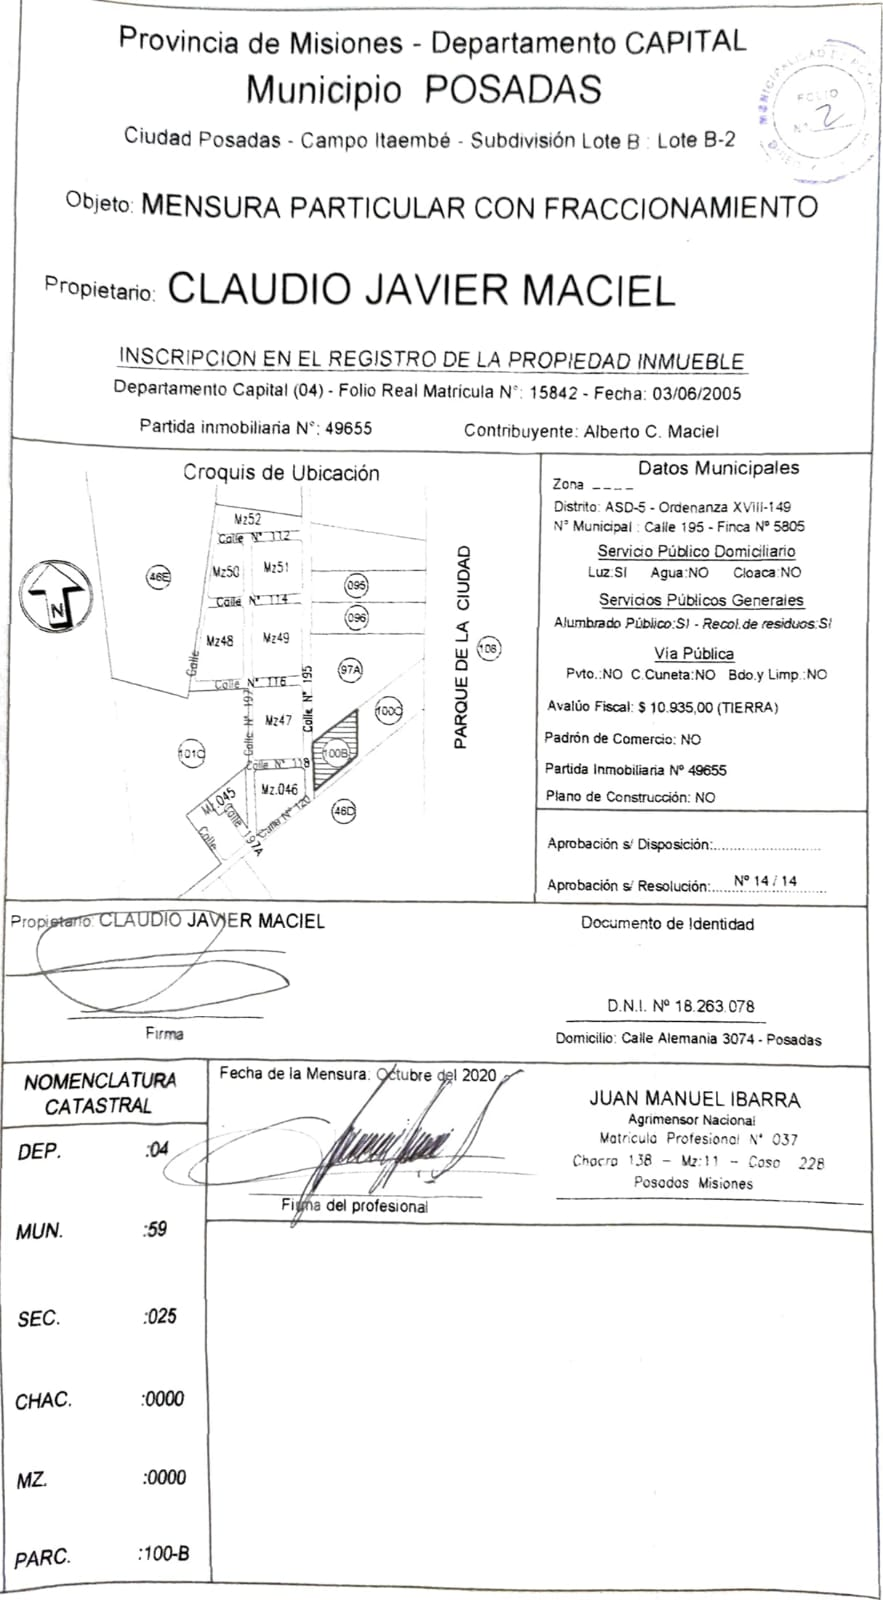 Provincia de Misiones - Departamento CAPITAL
Municipio POSADAS
Ciudad Posadas - Campo Itaembé - Subdivisión Lote B : Lote B-2
FOLIO
Nº 2
Objeto: MENSURA PARTICULAR CON FRACCIONAMIENTO
Propietario: CLAUDIO JAVIER MACIEL
INSCRIPCION EN EL REGISTRO DE LA PROPIEDAD INMUEBLE
Departamento Capital (04) - Folio Real Matricula N°: 15842 - Fecha: 03/06/2005
Partida inmobiliaria N°: 49655
Contribuyente: Alberto C. Maciel
Croquis de Ubicación
Mz52
Calle N° 112
Mz50
Mz51
46E
095
Calle N° 114
096
N
Mz48
Mz49
Calle
97A
Calle N° 116
Calle N° 195
100C
Calle N° 197
Mz47
101C
100B
Calle N° 118
Mz.046
Mz.045
46D
Calle N° 120
Calle 197A
Calle
PARQUE DE LA CIUDAD
108
Datos Municipales
Zona ____
Distrito: ASD-5 - Ordenanza XVIII-149
N° Municipal : Calle 195 - Finca Nº 5805
Servicio Público Domiciliario
Luz:SI Agua:NO Cloaca:NO
Servicios Públicos Generales
Alumbrado Público:SI - Recol.de residuos:SI
Vía Pública
Pvto.:NO C.Cuneta:NO Bdo.y Limp.:NO
Avalúo Fiscal: $ 10.935,00 (TIERRA)
Padrón de Comercio: NO
Partida Inmobiliaria Nº 49655
Plano de Construcción: NO
Aprobación s/ Disposición:........................
Aprobación s/ Resolución:..... Nº 14 / 14
Propietario: CLAUDIO JAVIER MACIEL
Firma
Documento de Identidad
D.N.I. Nº 18.263.078
Domicilio: Calle Alemania 3074 - Posadas
NOMENCLATURA
CATASTRAL
DEP. :04
MUN. :59
SEC. :025
CHAC. :0000
MZ. :0000
PARC. :100-B
Fecha de la Mensura: Octubre del 2020
Firma del profesional
JUAN MANUEL IBARRA
Agrimensor Nacional
Matricula Profesional N° 037
Chacra 138 – Mz:11 – Casa 228
Posadas Misiones